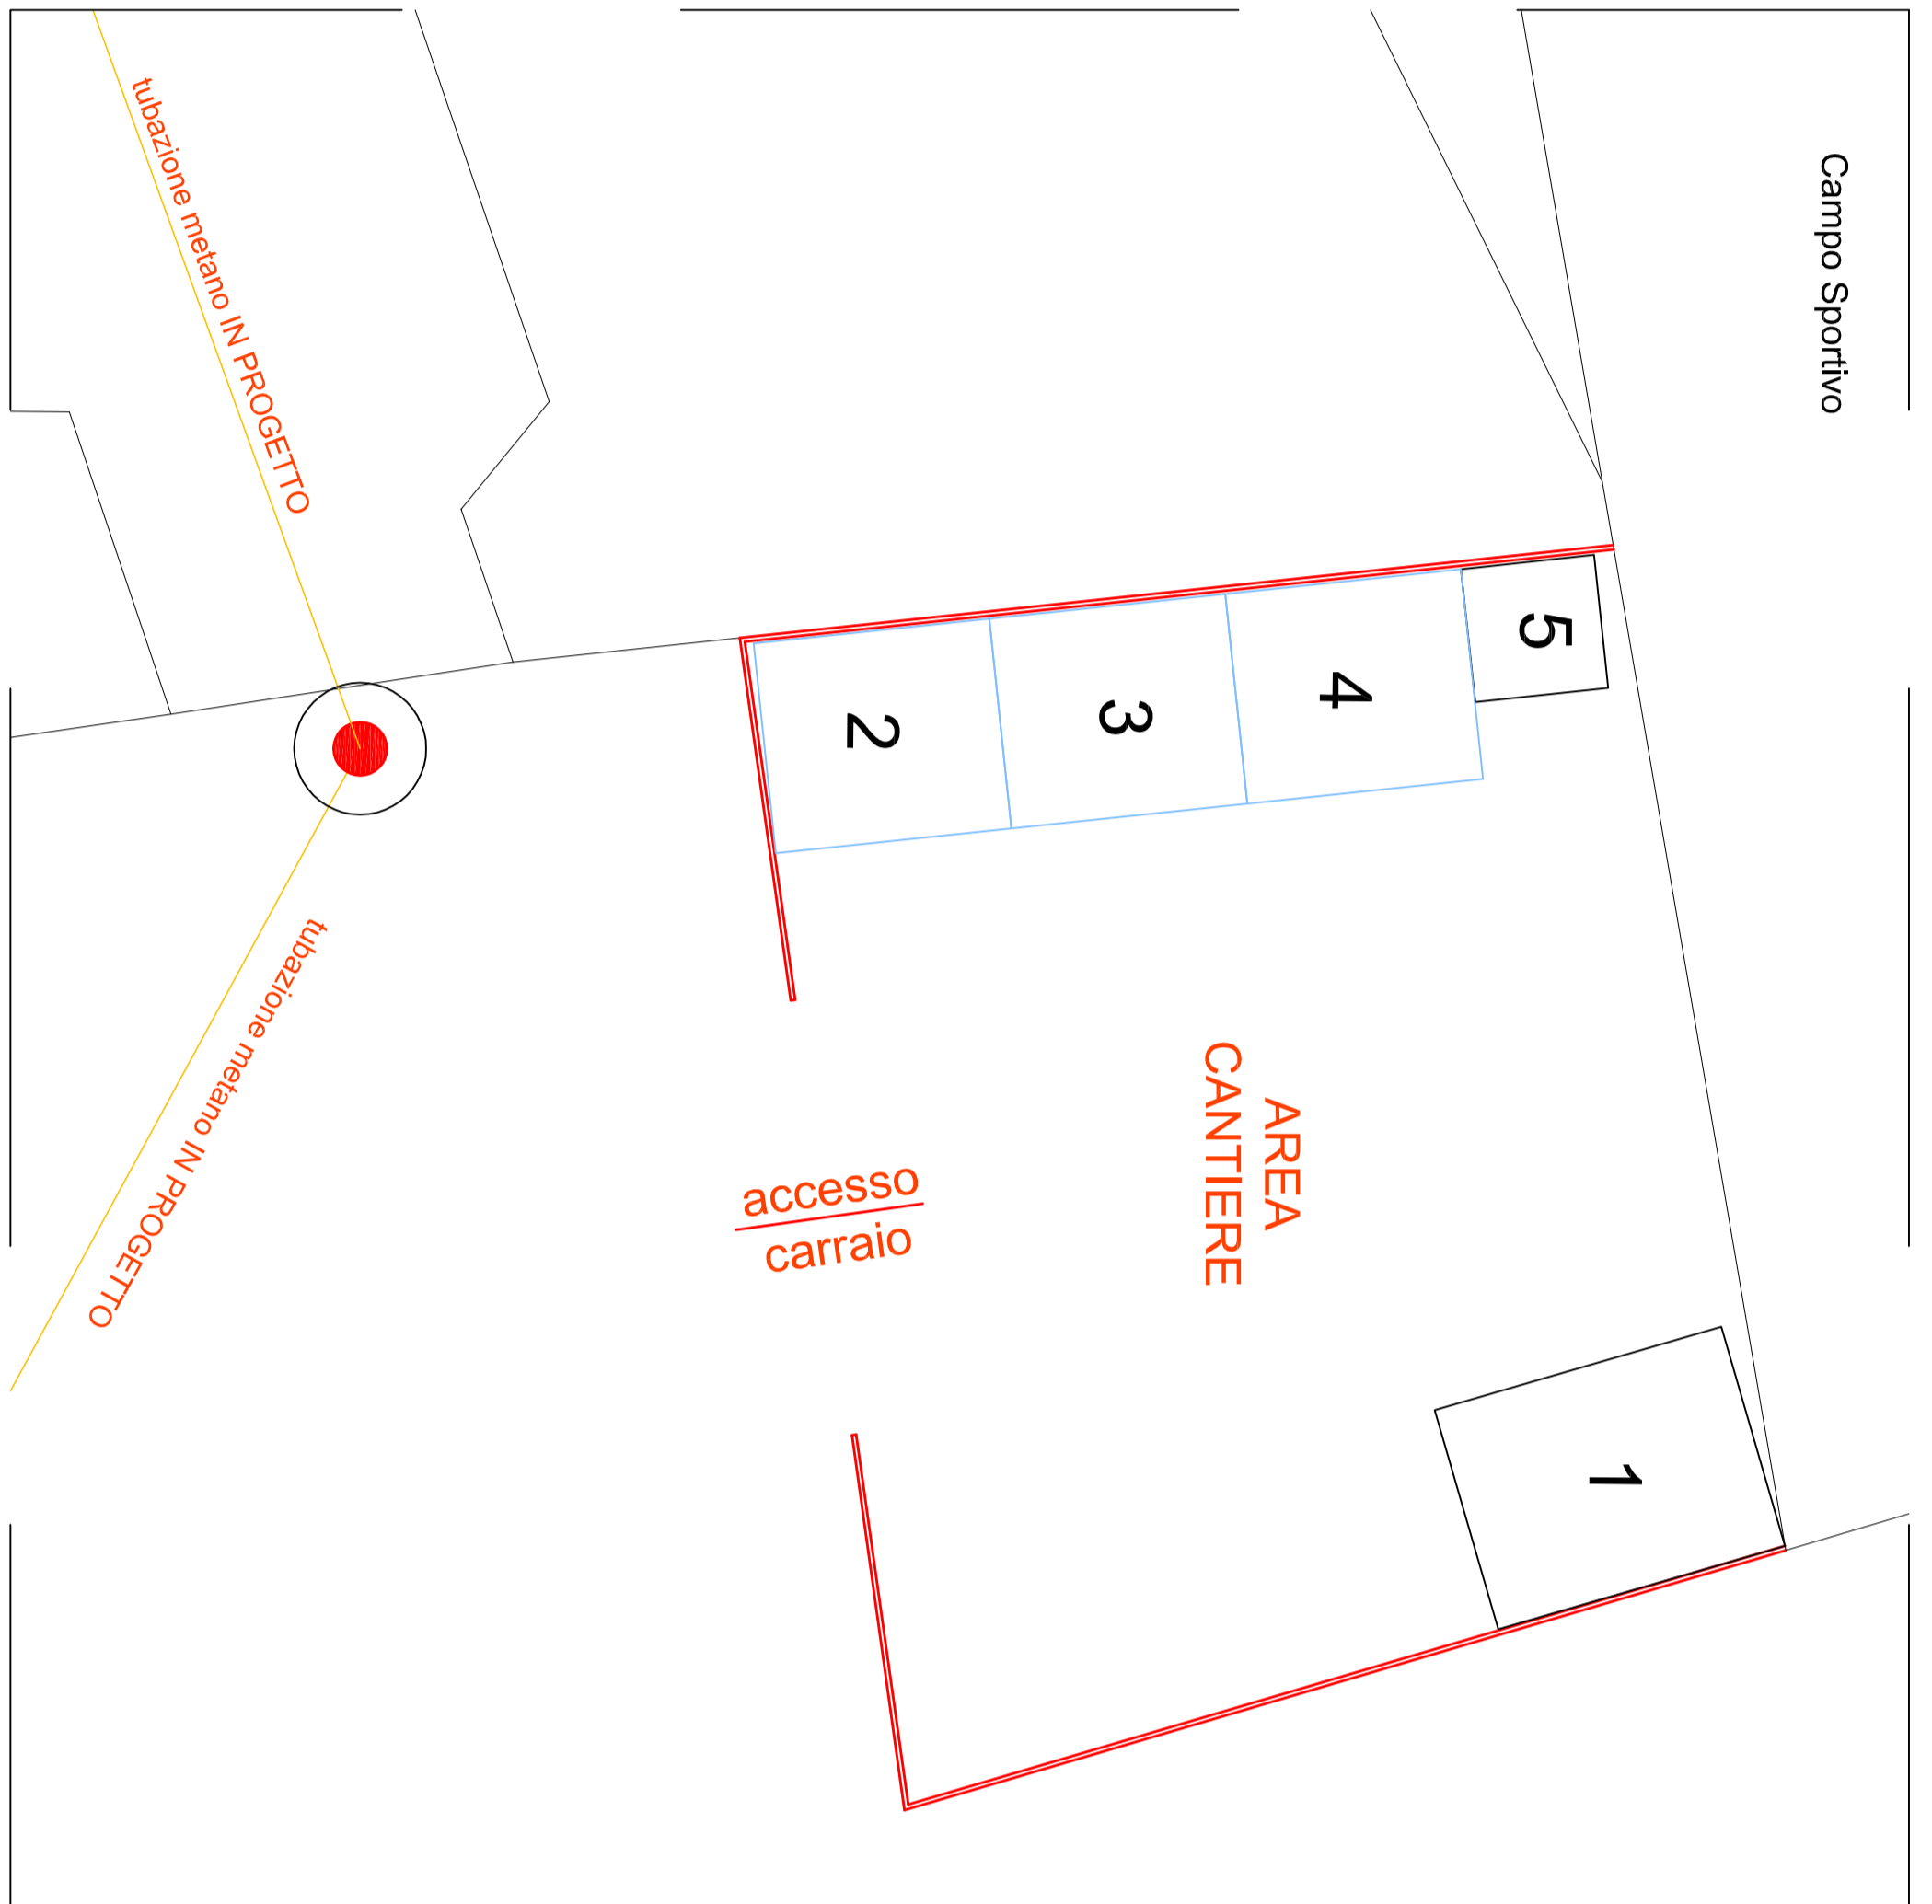 Campo Sportivo
tubazione metano IN PROGETTO
5
4
3
2
AREA
CANTIERE
accesso
carraio
tubazione metano IN PROGETTO
1